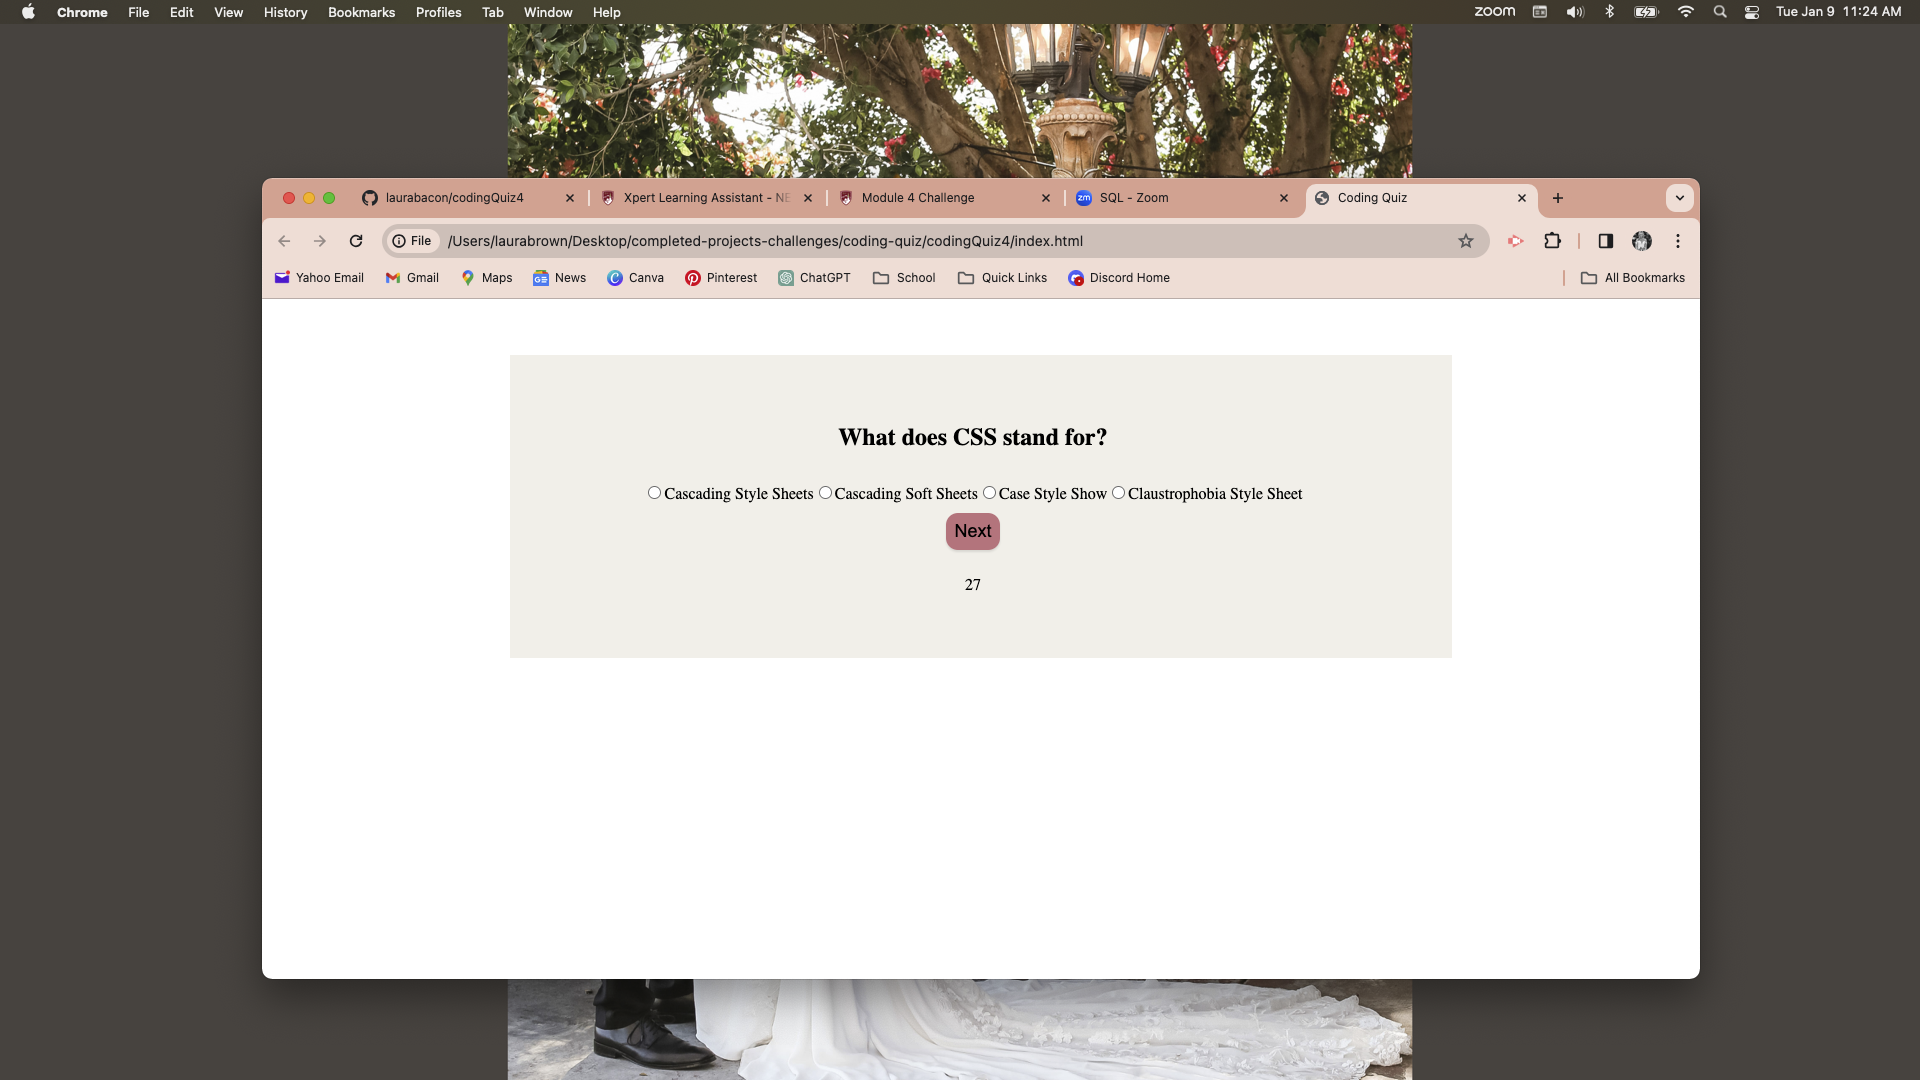 Chrome File Edit View History Bookmarks Profiles Tab Window Help zoom Tue Jan 9 11:24 AM
laurabacon/codingQuiz4 Xpert Learning Assistant - NE Module 4 Challenge zm SQL - Zoom Coding Quiz
File /Users/laurabrown/Desktop/completed-projects-challenges/coding-quiz/codingQuiz4/index.html
Yahoo Email Gmail Maps News Canva Pinterest ChatGPT School Quick Links Discord Home All Bookmarks
What does CSS stand for?
Cascading Style Sheets Cascading Soft Sheets Case Style Show Claustrophobia Style Sheet
Next
27